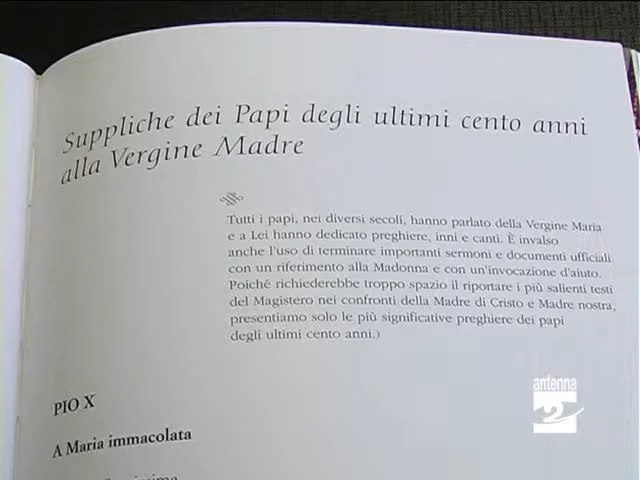 Suppliche dei Papi degli ultimi cento anni
alla Vergine Madre
Tutti i papi, nei diversi secoli, hanno parlato della Vergine Maria
e a Lei hanno dedicato preghiere, inni e canti. È invalso
anche l'uso di terminare importanti sermoni e documenti ufficiali
con un riferimento alla Madonna e con un'invocazione d'aiuto.
Poiché richiederebbe troppo spazio il riportare i più salienti testi
del Magistero nei confronti della Madre di Cristo e Madre nostra,
presentiamo solo le più significative preghiere dei papi
degli ultimi cento anni.)
PIO X
A Maria immacolata
antenna
2